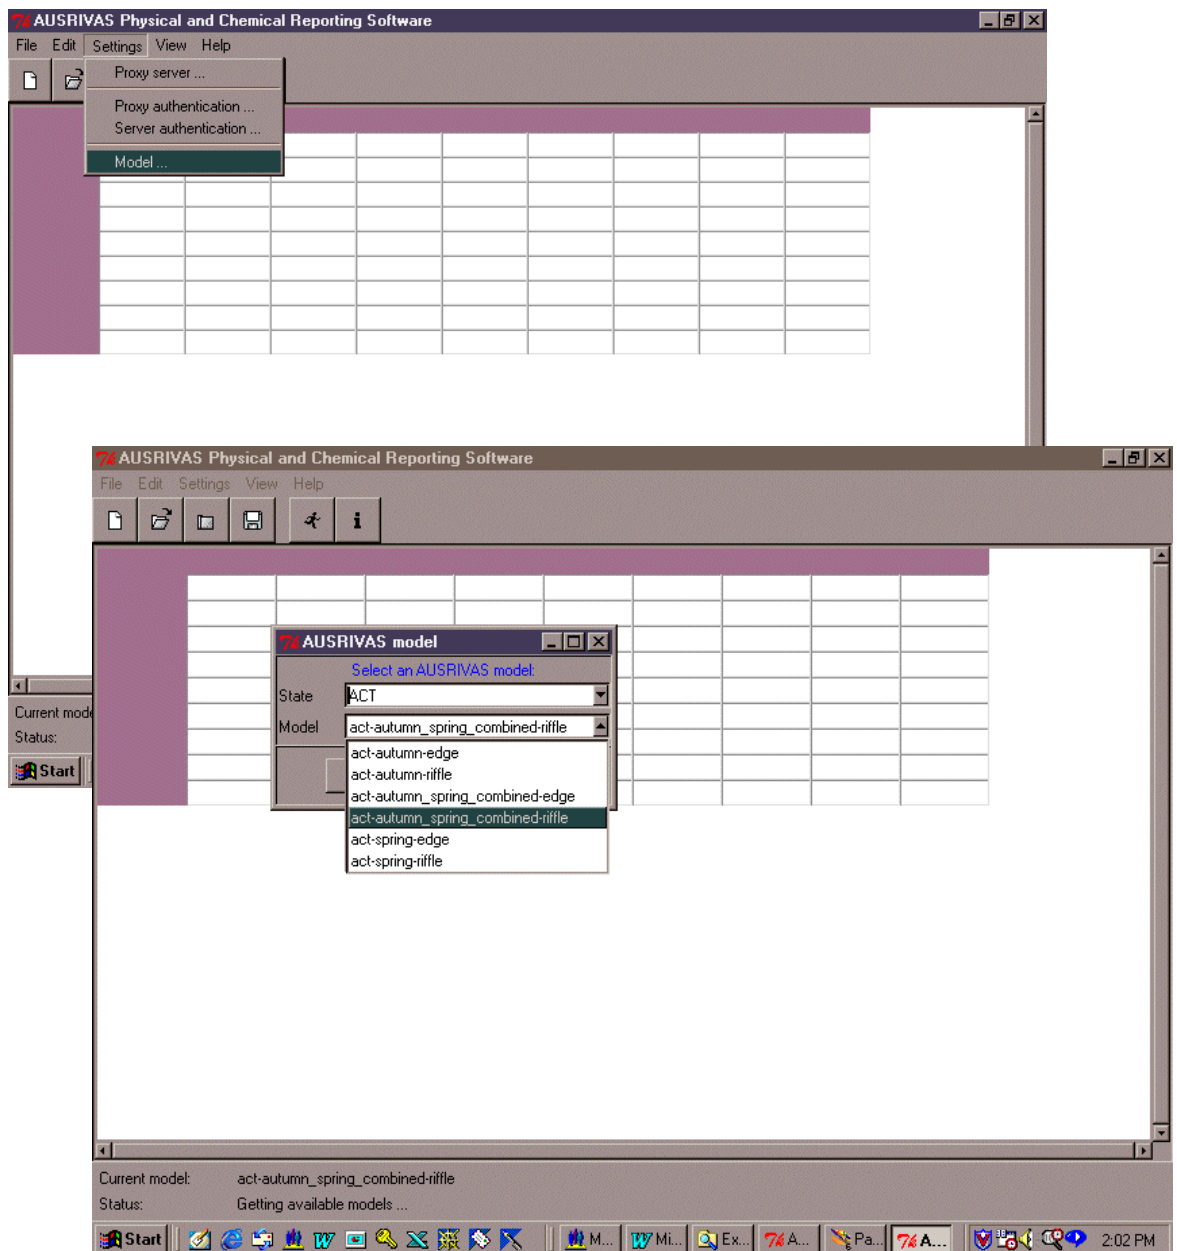 AUSRIVAS Physical and Chemical Reporting Software
File Edit Settings View Help
Proxy server ...
Proxy authentication ...
Server authentication ...
Model ...
Current mode
Status:
Start
AUSRIVAS Physical and Chemical Reporting Software
File Edit Settings View Help
AUSRIVAS model
Select an AUSRIVAS model:
State ACT
Model act-autumn_spring_combined-riffle
act-autumn-edge
act-autumn-riffle
act-autumn_spring_combined-edge
act-autumn_spring_combined-riffle
act-spring-edge
act-spring-riffle
Current model: act-autumn_spring_combined-riffle
Status: Getting available models ...
Start M... Mi... Ex... A... Pa... A... 2:02 PM